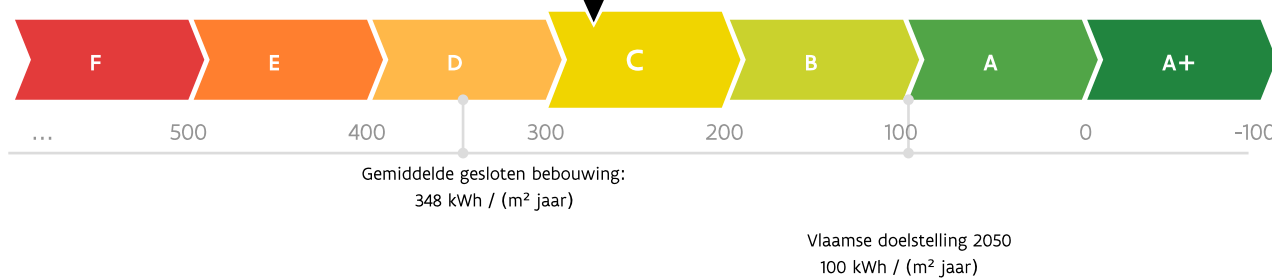 F E D C B A A+
... 500 400 300 200 100 0 -100
Gemiddelde gesloten bebouwing:
348 kWh / (m² jaar)
Vlaamse doelstelling 2050
100 kWh / (m² jaar)